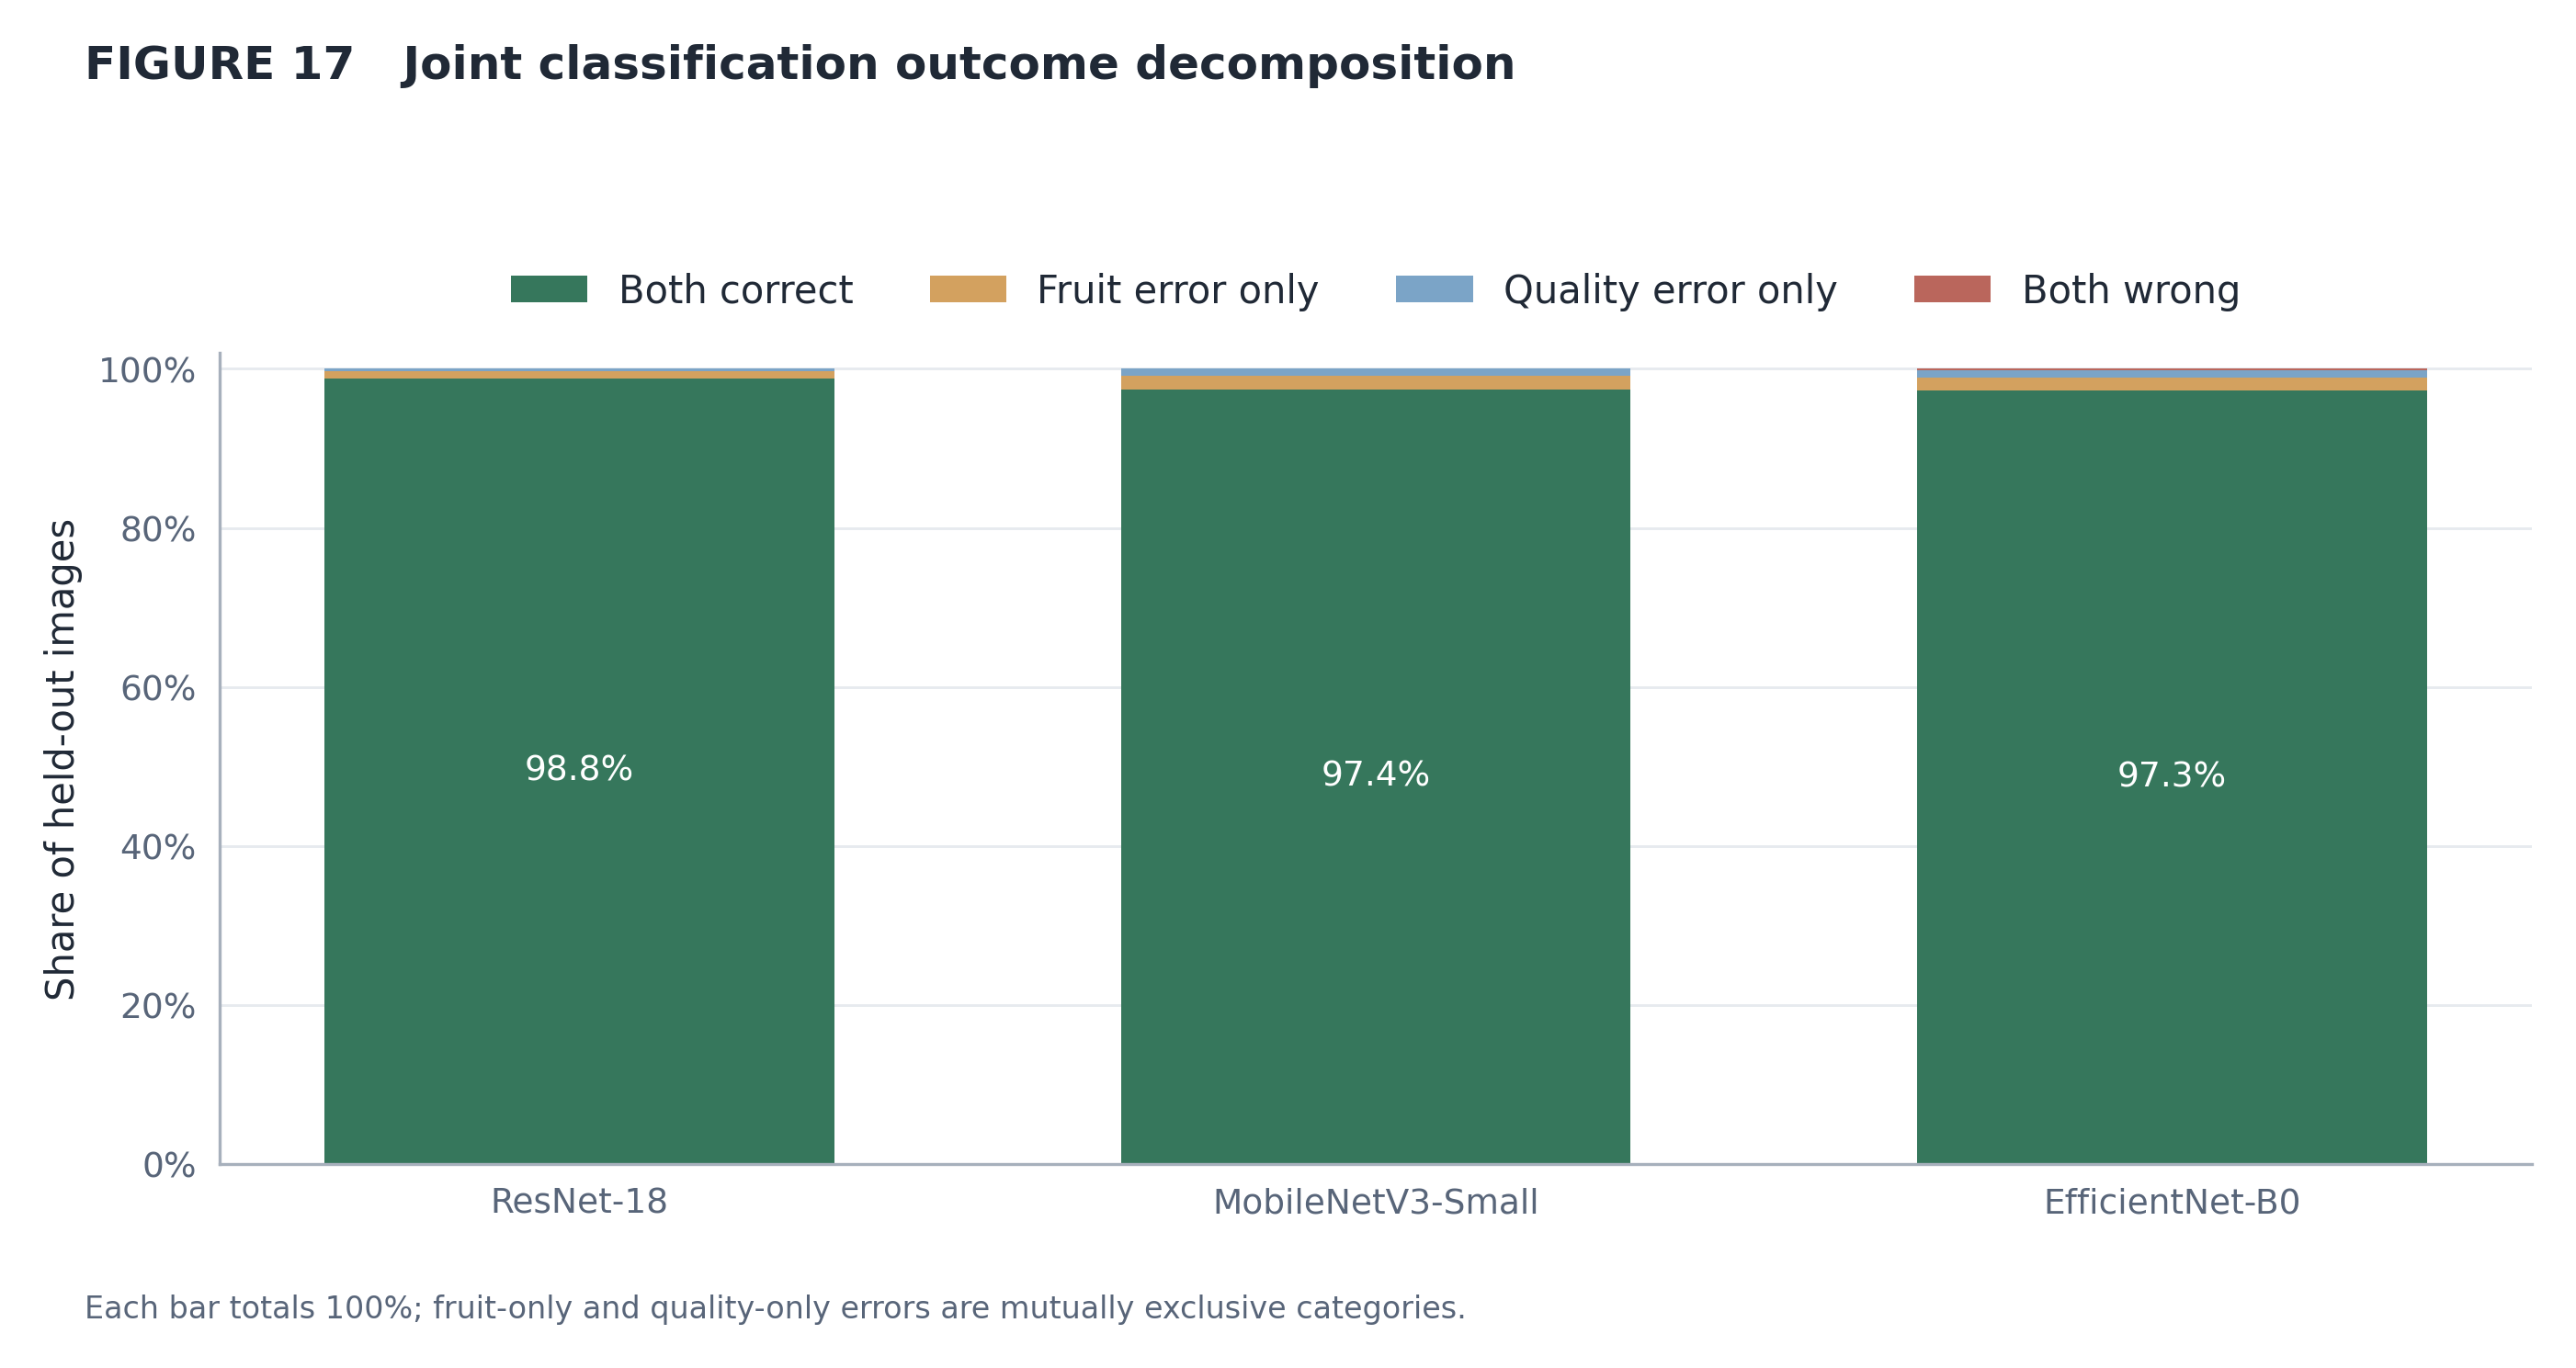 FIGURE 17 Joint classification outcome decomposition
Both correct Fruit error only Quality error only Both wrong
Share of held-out images
100%
80%
60%
40%
20%
0%
98.8% 97.4% 97.3%
ResNet-18 MobileNetV3-Small EfficientNet-B0
Each bar totals 100%; fruit-only and quality-only errors are mutually exclusive categories.